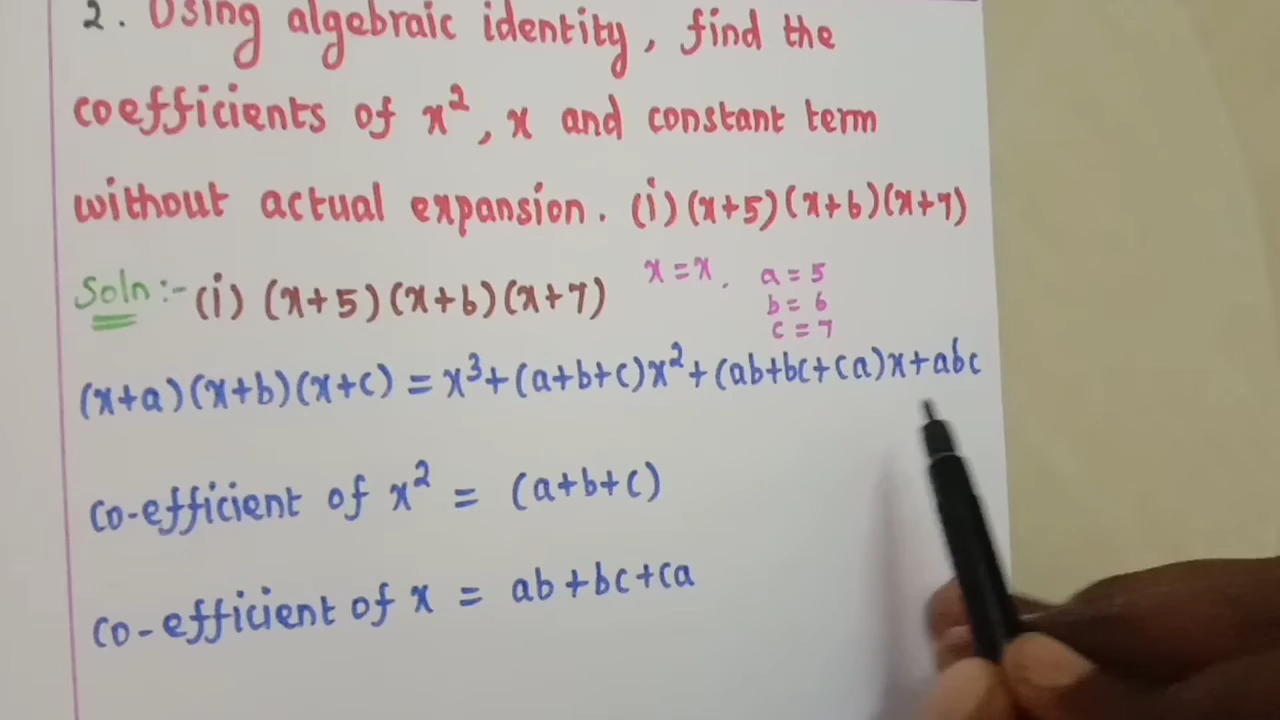 2. Using algebraic identity, find the
coefficients of x², x and constant term
without actual expansion. (i) (x+5)(x+6)(x+7)
Soln:- (i) (x+5)(x+6)(x+7) x=x, a=5
b=6
c=7
(x+a)(x+b)(x+c) = x³+(a+b+c)x²+(ab+bc+ca)x+abc
co-efficient of x² = (a+b+c)
co-efficient of x = ab+bc+ca